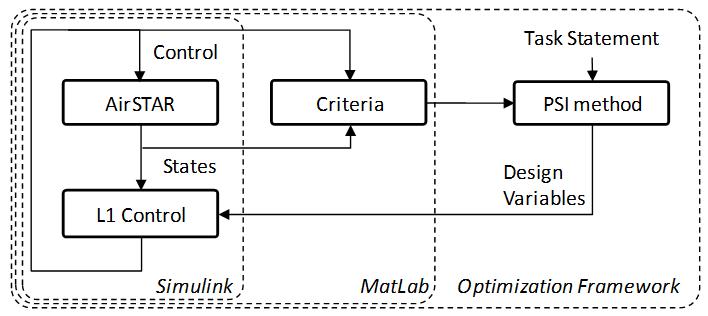 Task Statement
Control
AirSTAR
Criteria
PSI method
States
Design
Variables
L1 Control
Simulink
MatLab
Optimization Framework